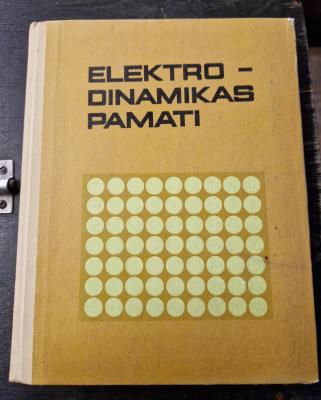 ELEKTRO –
DINAMIKAS
PAMATI